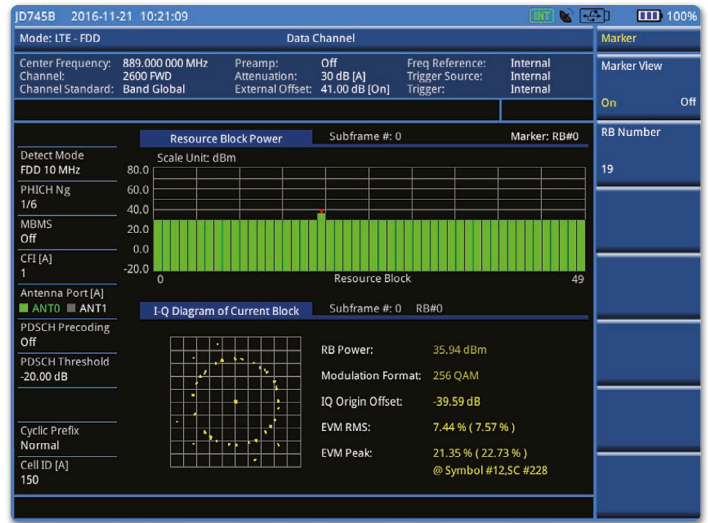 JD745B 2016-11-21 10:21:09 INT 100%
Mode: LTE - FDD Data Channel Marker
Center Frequency: 889.000 000 MHz Preamp: Off Freq Reference: Internal
Channel: 2600 FWD Attenuation: 30 dB [A] Trigger Source: Internal
Channel Standard: Band Global External Offset: 41.00 dB [On] Trigger: Internal
Marker View
On Off
RB Number
19
Resource Block Power Subframe #: 0 Marker: RB#0
Scale Unit: dBm
80.0
60.0
40.0
20.0
0.0
-20.0
0 Resource Block 49
Detect Mode
FDD 10 MHz
PHICH Ng
1/6
MBMS
Off
CFI [A]
1
Antenna Port [A]
ANT0 ANT1
PDSCH Precoding
Off
PDSCH Threshold
-20.00 dB
Cyclic Prefix
Normal
Cell ID [A]
150
I-Q Diagram of Current Block Subframe #: 0 RB#0
RB Power: 35.94 dBm
Modulation Format: 256 QAM
IQ Origin Offset: -39.59 dB
EVM RMS: 7.44 % ( 7.57 % )
EVM Peak: 21.35 % ( 22.73 % )
@ Symbol #12,SC #228